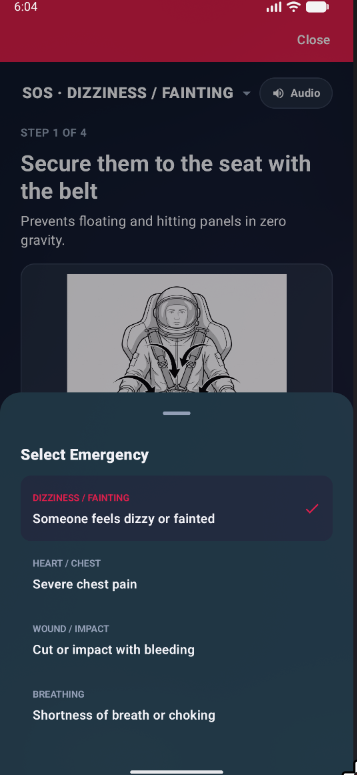 6:04
Close
SOS · DIZZINESS / FAINTING
Audio
STEP 1 OF 4
Secure them to the seat with
the belt
Prevents floating and hitting panels in zero
gravity.
Select Emergency
DIZZINESS / FAINTING
Someone feels dizzy or fainted
HEART / CHEST
Severe chest pain
WOUND / IMPACT
Cut or impact with bleeding
BREATHING
Shortness of breath or choking